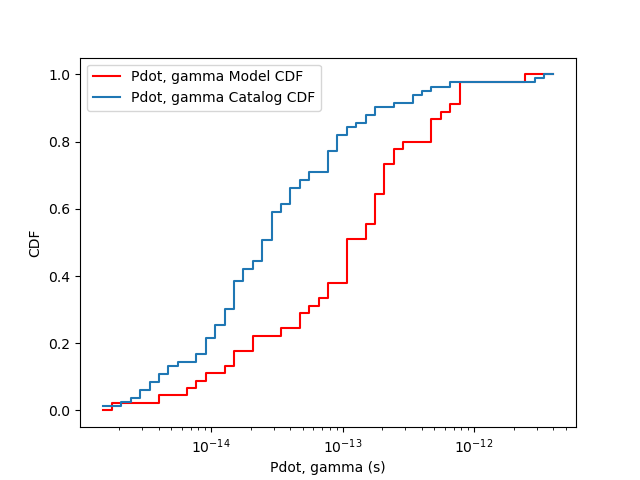 Pdot, gamma Model CDF
Pdot, gamma Catalog CDF
1.0
0.8
0.6
0.4
0.2
0.0
CDF
10⁻¹⁴
10⁻¹³
10⁻¹²
Pdot, gamma (s)